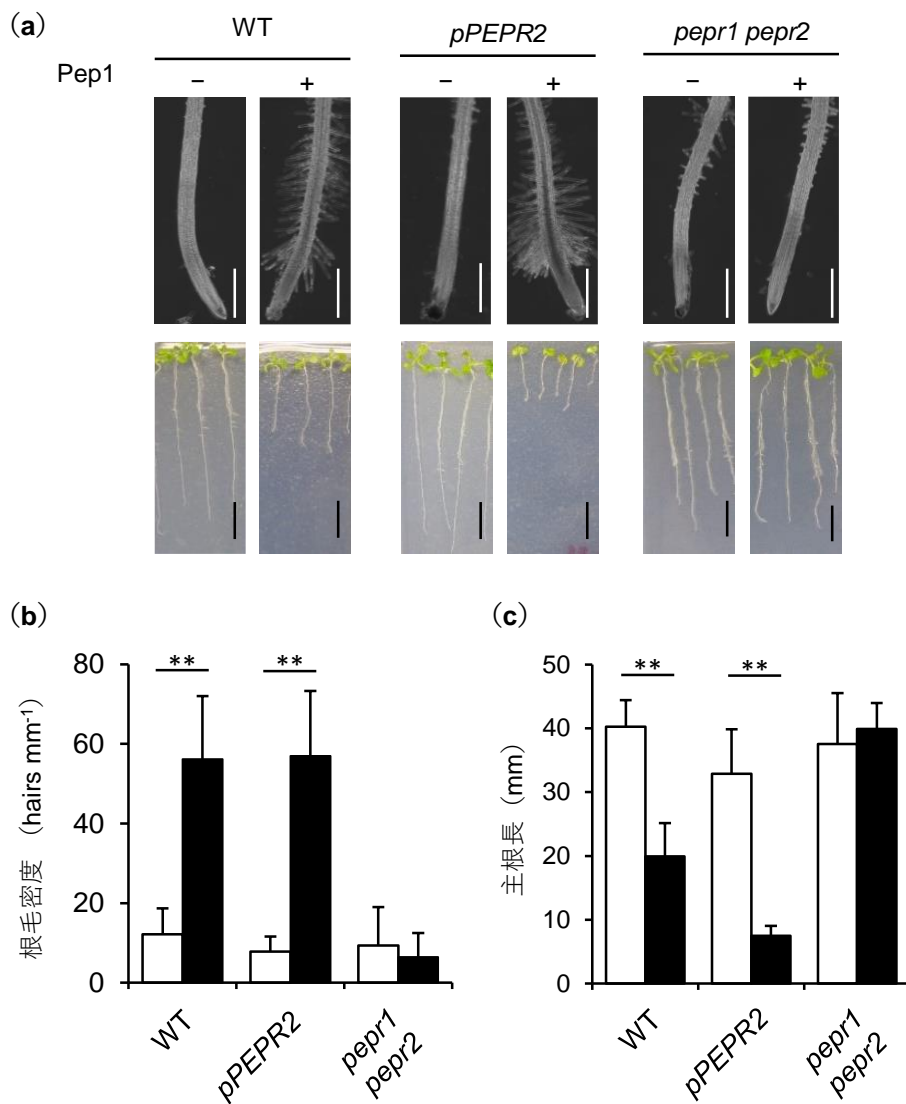 (a)
WT pPEPR2 pepr1 pepr2
Pep1 − + − + − +
(b)
根毛密度 (hairs mm-1)
80
60
40
20
0
** **
WT pPEPR2 pepr1 pepr2
(c)
主根長 (mm)
50
40
30
20
10
0
** **
WT pPEPR2 pepr1 pepr2